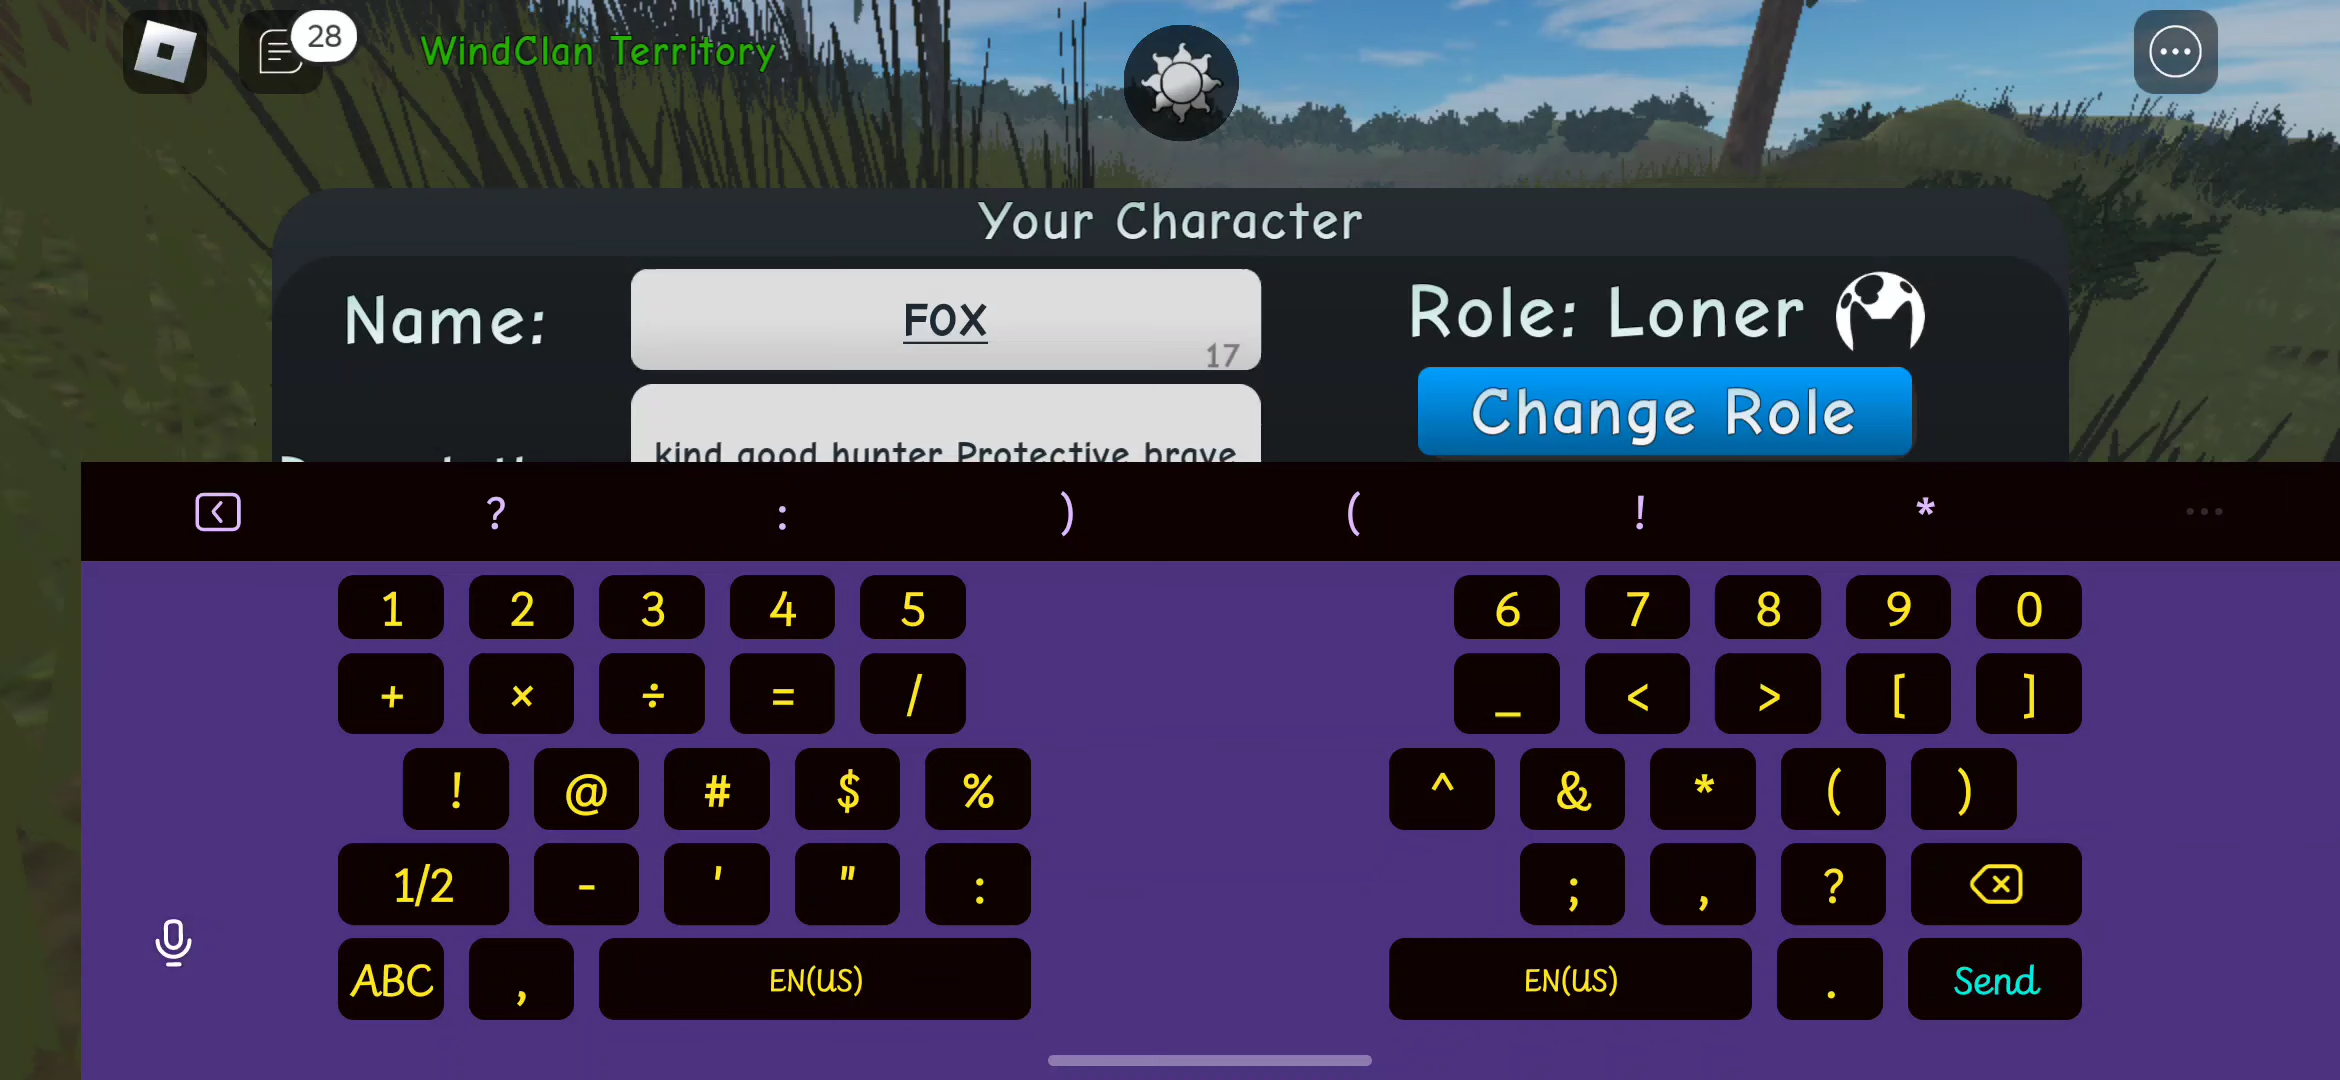 28
WindClan Territory
Your Character
Name:
FOX
17
Role: Loner
Change Role
kind good hunter Protective brave
? : ) ( ! *
1 2 3 4 5 6 7 8 9 0
+ × ÷ = / _ < > [ ]
! @ # $ % ^ & * ( )
1/2 - ' " : ; , ?
ABC , EN(US) EN(US) . Send